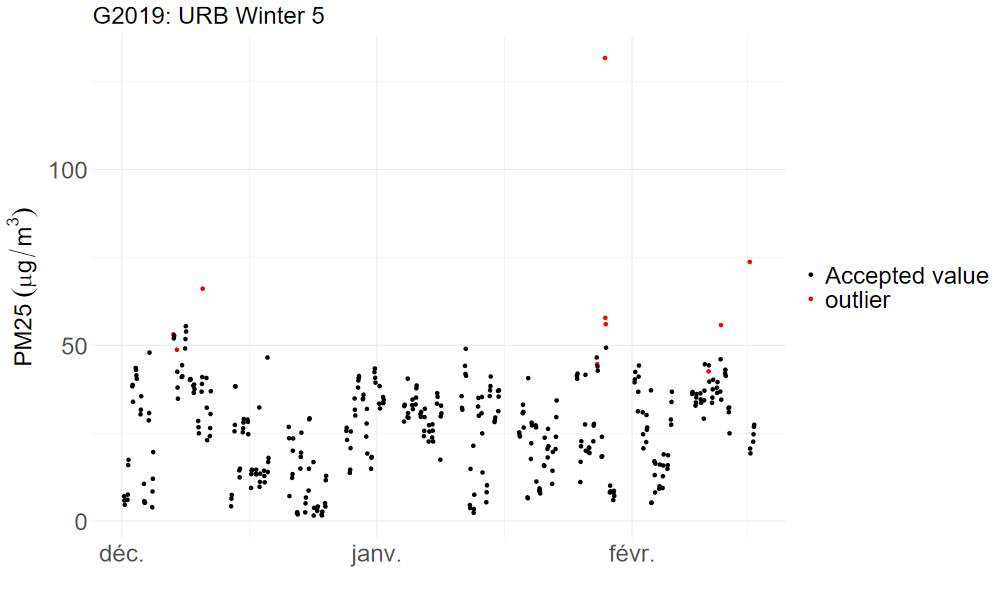 G2019: URB Winter 5
PM25 (μg/m³)
100
50
0
déc.
janv.
févr.
Accepted value
outlier